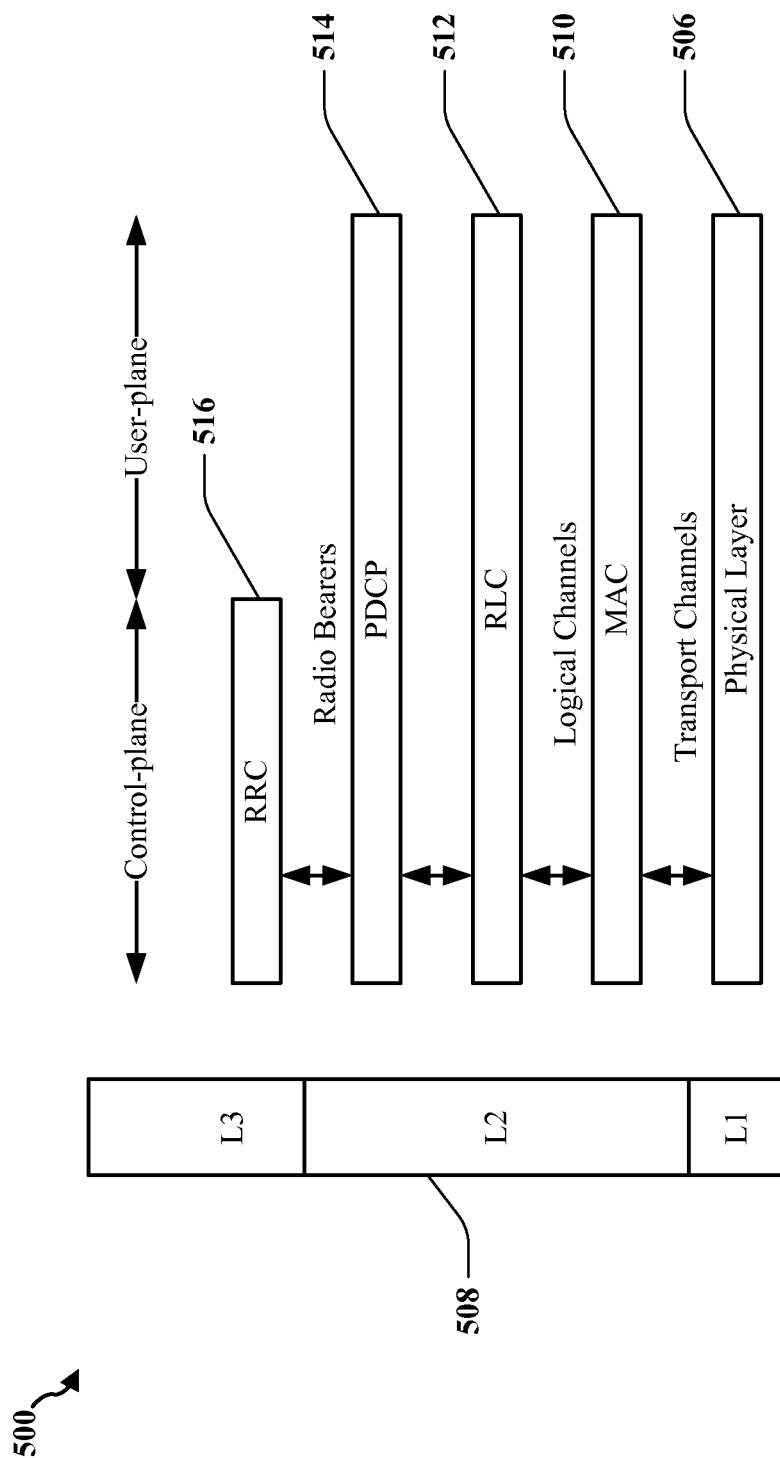 500
Control-plane
User-plane
516
RRC
L3
Radio Bearers
514
PDCP
512
RLC
L2
508
Logical Channels
510
MAC
Transport Channels
506
Physical Layer
L1